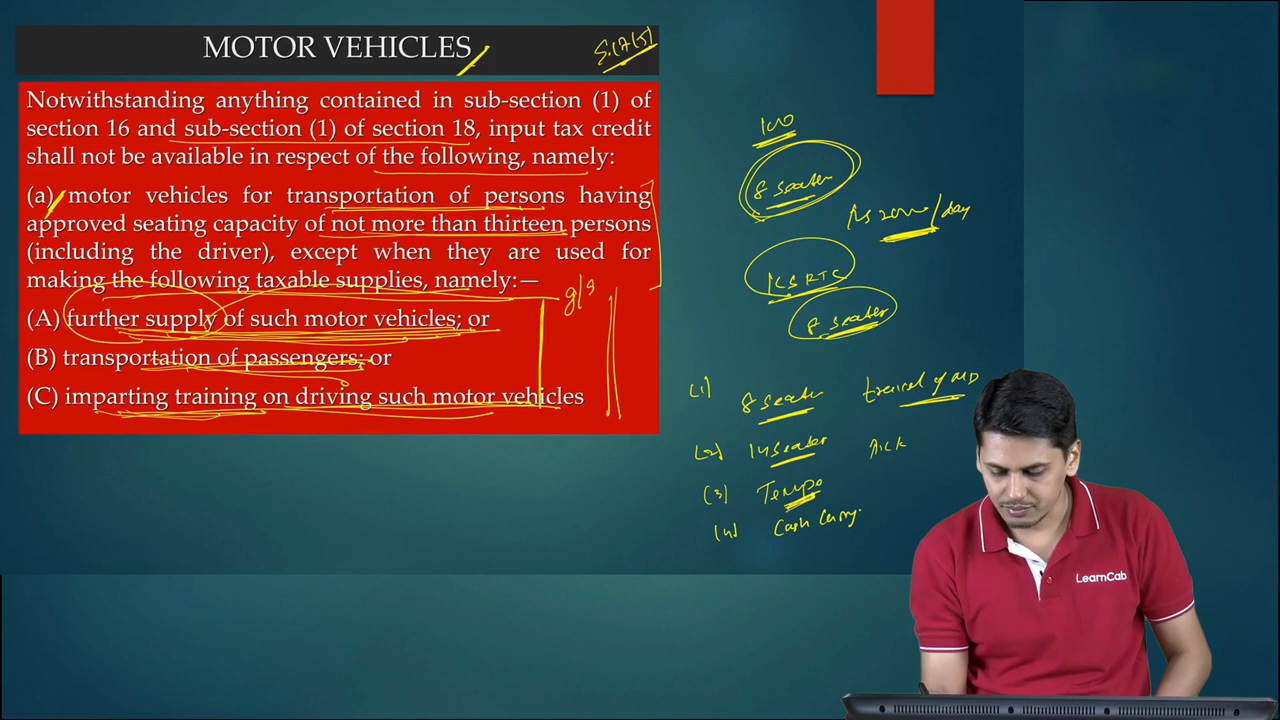 MOTOR VEHICLES
S.17(5)
Notwithstanding anything contained in sub-section (1) of
section 16 and sub-section (1) of section 18, input tax credit
shall not be available in respect of the following, namely:
(a) motor vehicles for transportation of persons having
approved seating capacity of not more than thirteen persons
(including the driver), except when they are used for
making the following taxable supplies, namely:—
(A) further supply of such motor vehicles; or
(B) transportation of passengers; or
(C) imparting training on driving such motor vehicles
100
8 seater
/day
KSRTC
8 seater
(1) 8 seater travel of MD
(2) 14 seater
(3) Tempo
(4) Cash
LearnCab